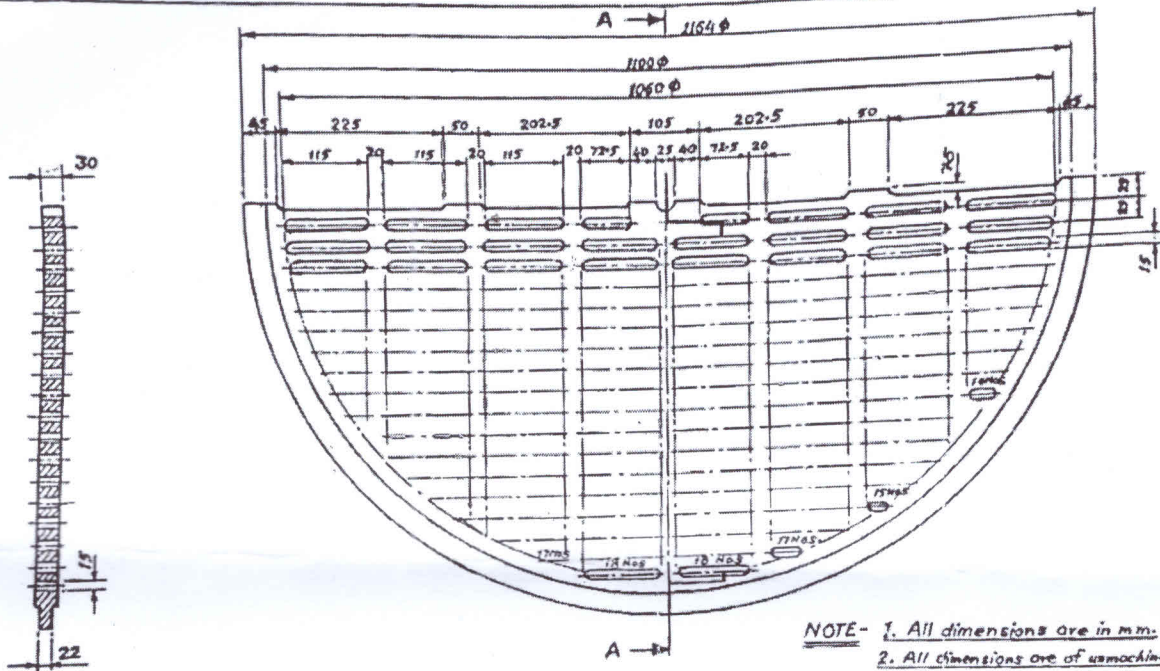 A
1164 Φ
1100 Φ
1060 Φ
45 225 50 202.5 105 202.5 50 225 45
115 20 115 20 115 20 72.5 40 25 40 72.5 20
30
15
15
22
15 Nos
17 Nos
17 Nos
18 Nos 18 Nos
A
NOTE- 1. All dimensions are in mm.
2. All dimensions are of unmachin